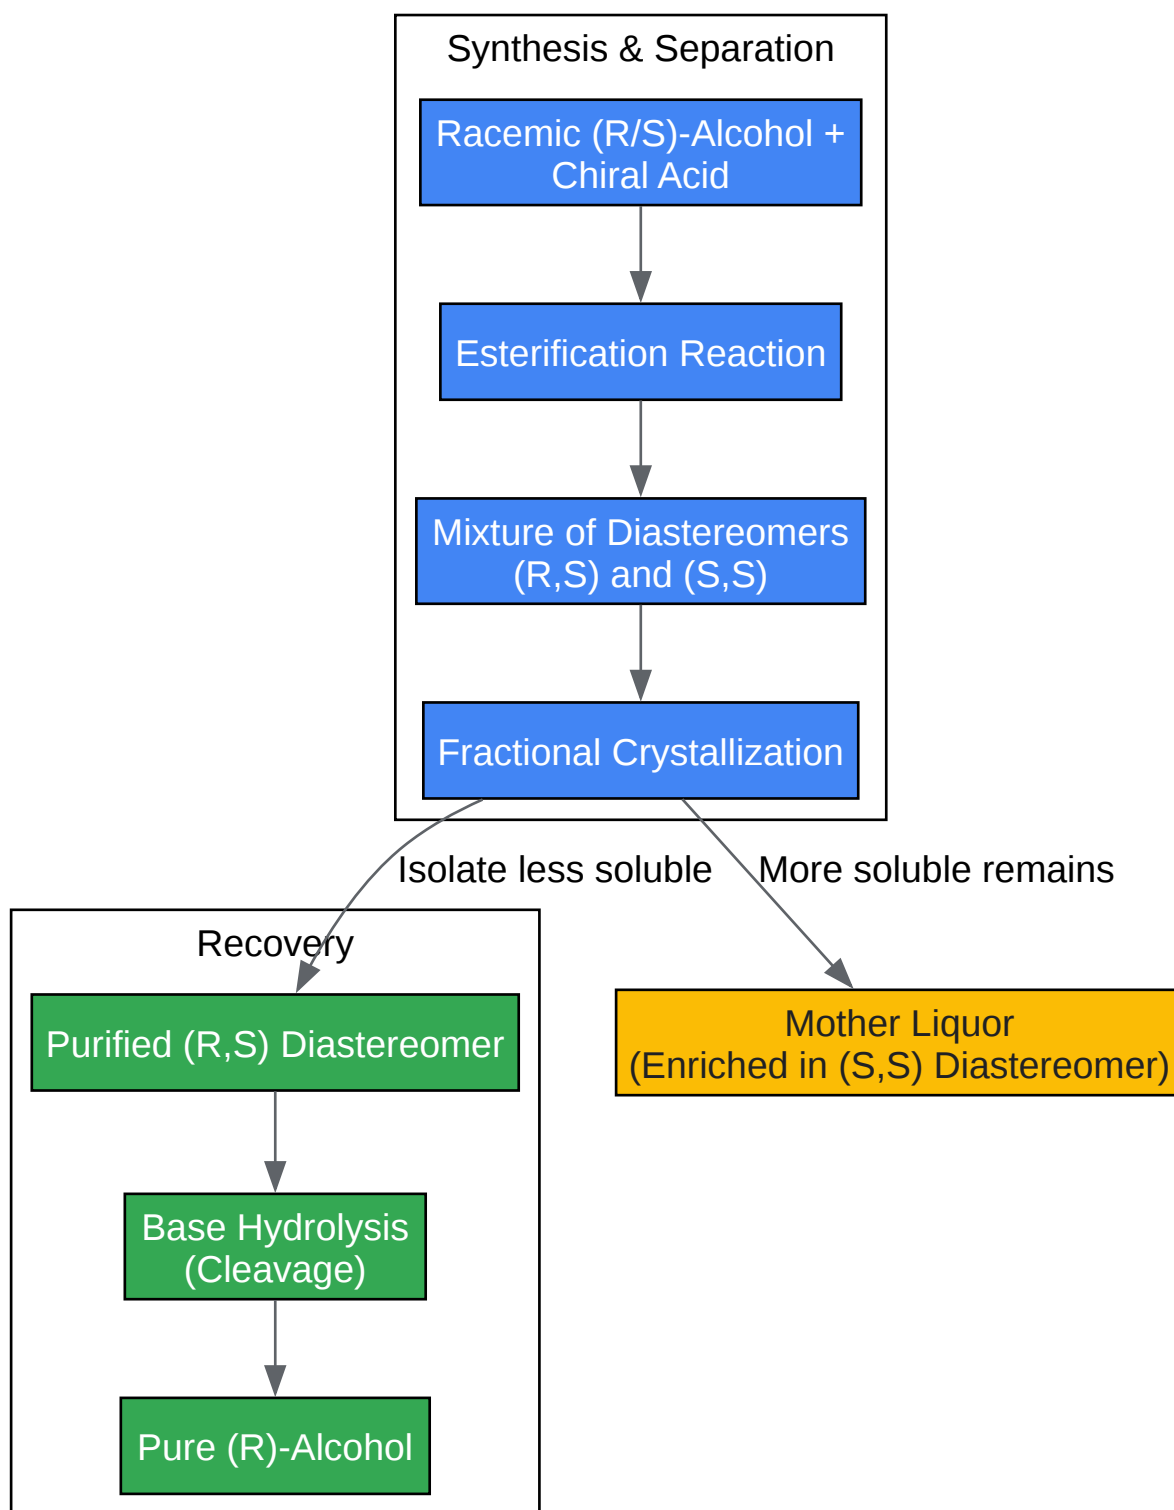 Synthesis & Separation
Racemic (R/S)-Alcohol +
Chiral Acid
Esterification Reaction
Mixture of Diastereomers
(R,S) and (S,S)
Fractional Crystallization
Isolate less soluble
More soluble remains
Recovery
Purified (R,S) Diastereomer
Mother Liquor
(Enriched in (S,S) Diastereomer)
Base Hydrolysis
(Cleavage)
Pure (R)-Alcohol